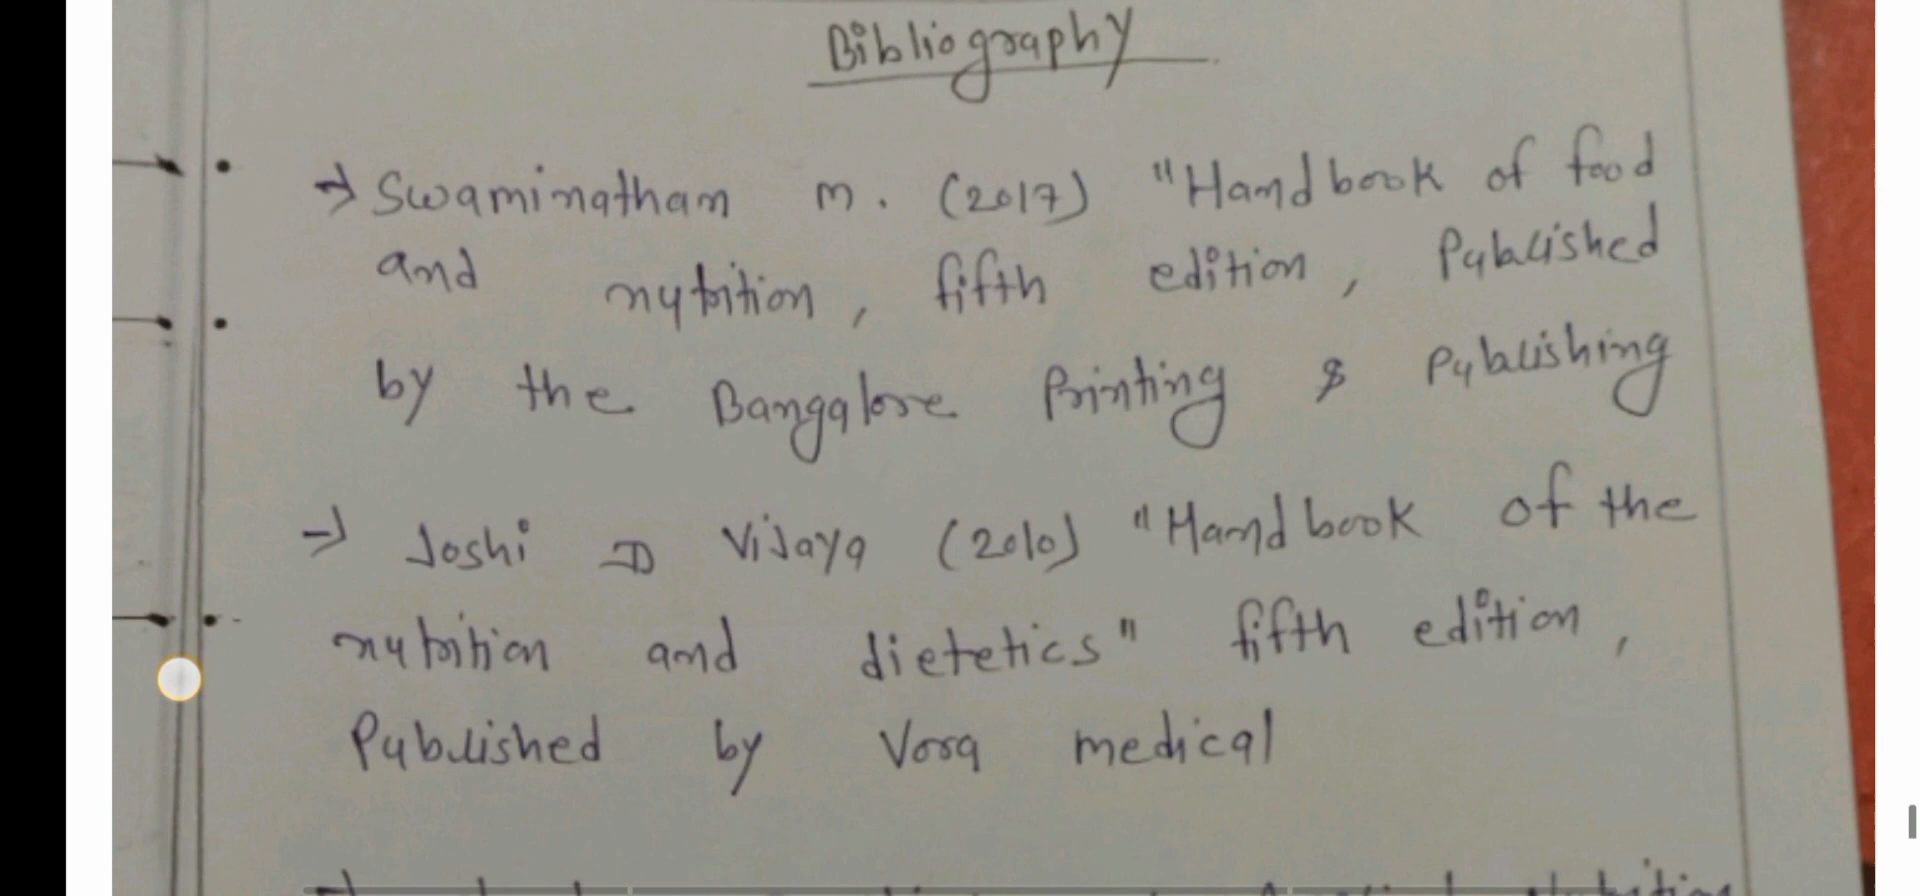 Bibliography
→ Swaminathan m. (2017) "Handbook of food
and nutrition, fifth edition, Published
by the Bangalore Printing & Publishing
→ Joshi D Vijaya (2010) "Handbook of the
nutrition and dietetics" fifth edition,
Published by Vora medical